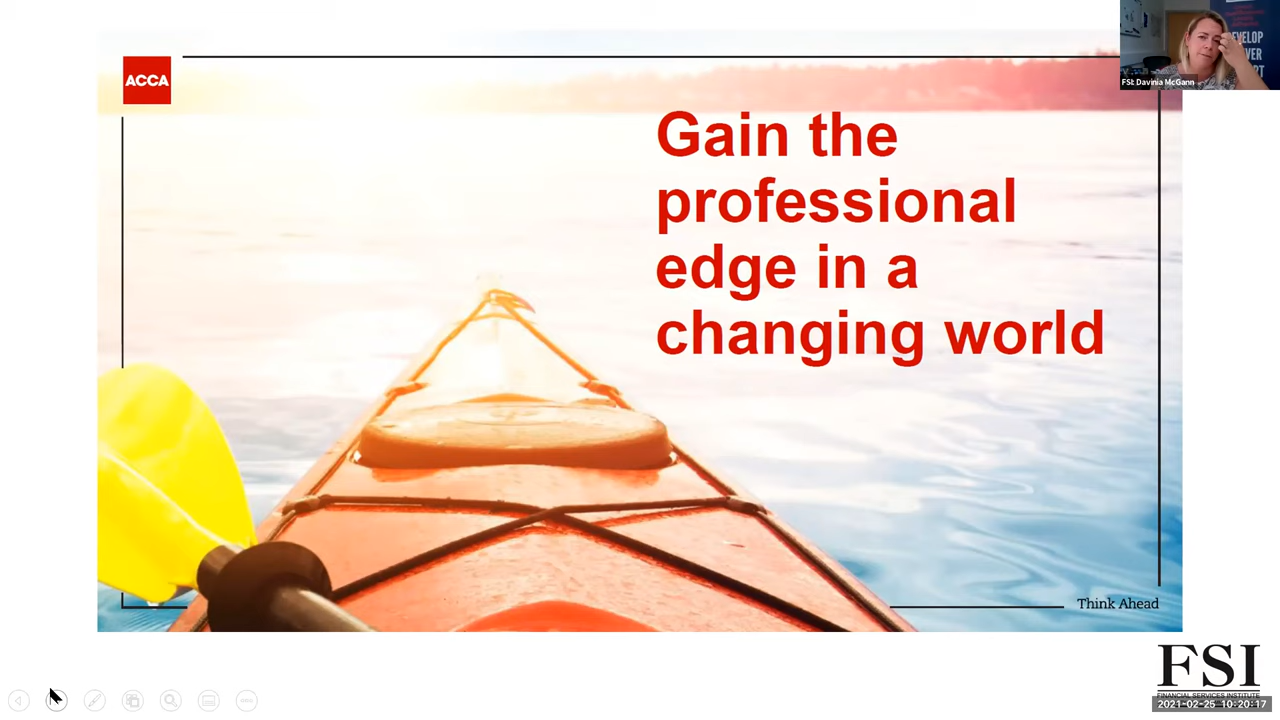 ACCA
Gain the
professional
edge in a
changing world
Think Ahead
FSI: Davinia McGann
FSI
FINANCIAL SERVICES INSTITUTE
2021-02-25 10:20:17